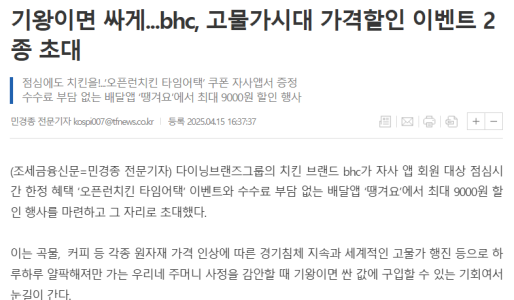 기왕이면 싸게...bhc, 고물가시대 가격할인 이벤트 2
종 초대
점심에도 치킨을!..'오픈런치킨 타임어택' 쿠폰 자사앱서 증정
수수료 부담 없는 배달앱 '땡겨요'에서 최대 9000원 할인 행사
민경종 전문기자 kospi007@tfnews.co.kr 등록 2025.04.15 16:37:37
(조세금융신문=민경종 전문기자) 다이닝브랜즈그룹의 치킨 브랜드 bhc가 자사 앱 회원 대상 점심시
간 한정 혜택 '오픈런치킨 타임어택' 이벤트와 수수료 부담 없는 배달앱 '땡겨요'에서 최대 9000원 할
인 행사를 마련하고 그 자리로 초대했다.
이는 곡물, 커피 등 각종 원자재 가격 인상에 따른 경기침체 지속과 세계적인 고물가 행진 등으로 하
루하루 얄팍해져만 가는 우리네 주머니 사정을 감안할 때 기왕이면 싼 값에 구입할 수 있는 기회여서
눈길이 간다.